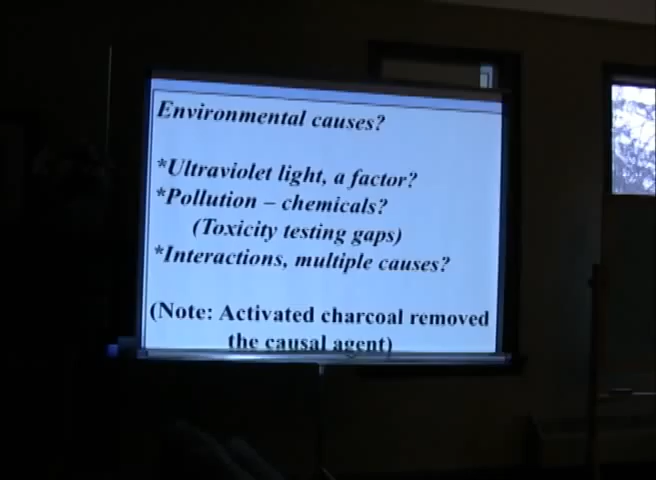 Environmental causes?
*Ultraviolet light, a factor?
*Pollution – chemicals?
(Toxicity testing gaps)
*Interactions, multiple causes?
(Note: Activated charcoal removed
the causal agent)